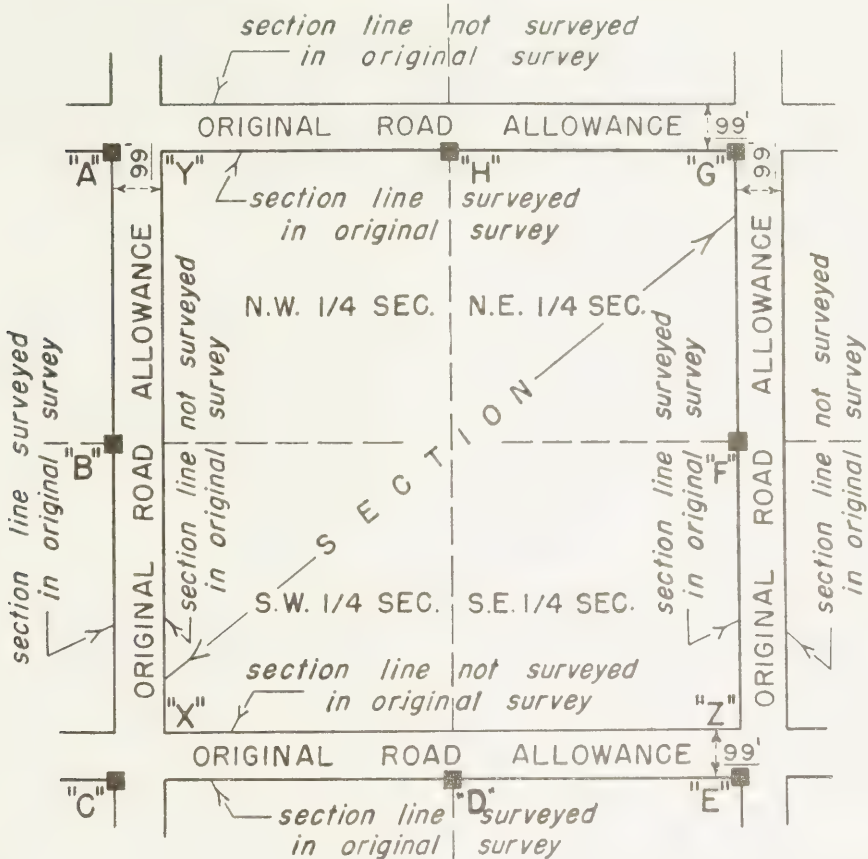 section line not surveyed
in original survey
ORIGINAL ROAD ALLOWANCE
99'
"A"
99'
"Y"
"H"
"G"
99'
section line surveyed
in original survey
ALLOWANCE
ALLOWANCE
N.W. 1/4 SEC.
N.E. 1/4 SEC.
section line surveyed
in original survey
section line not surveyed
in original survey
section line surveyed
in original survey
section line not surveyed
in original survey
SECTION
"B"
"F"
ORIGINAL ROAD
ORIGINAL ROAD
S.W. 1/4 SEC.
S.E. 1/4 SEC.
section line not surveyed
in original survey
"X"
"Z"
ORIGINAL ROAD ALLOWANCE
99'
"C"
"D"
"E"
section line surveyed
in original survey